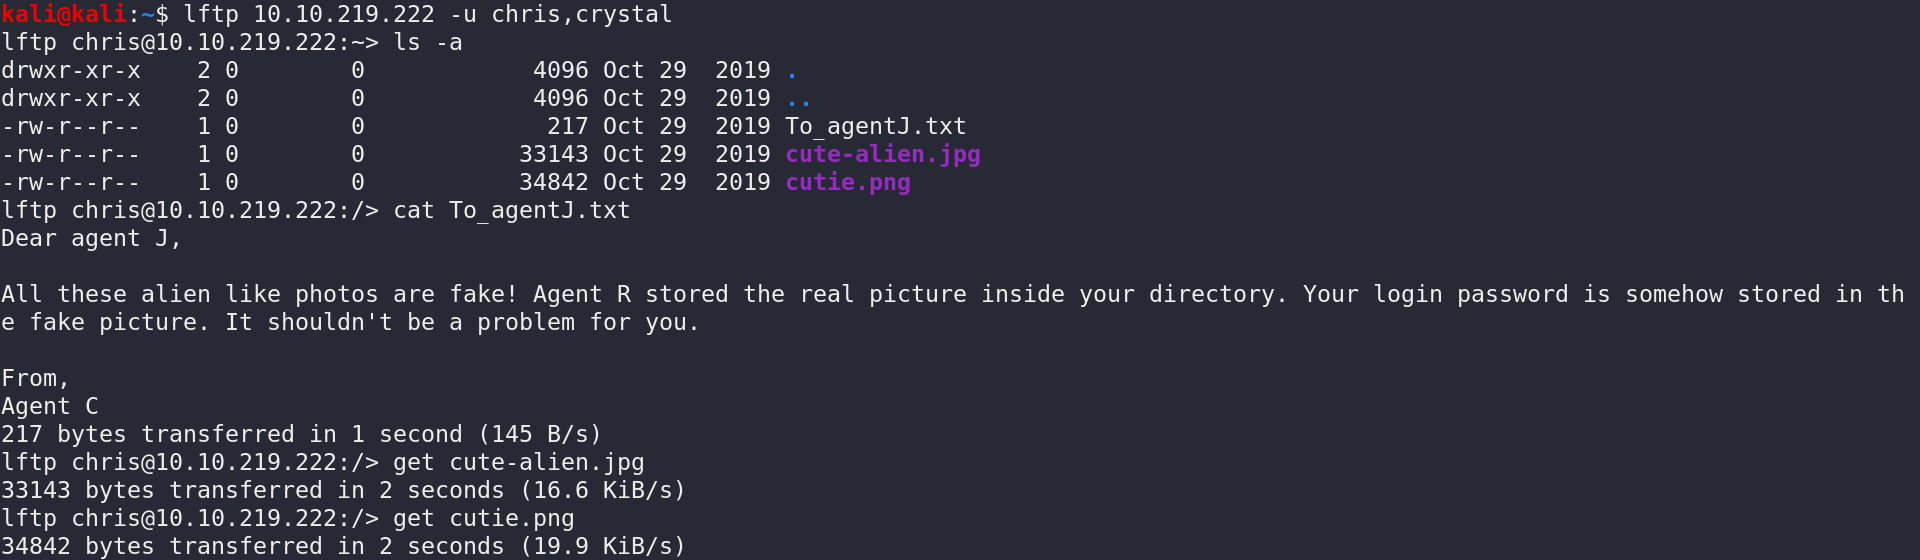 kali@kali:~$ lftp 10.10.219.222 -u chris,crystal
lftp chris@10.10.219.222:~> ls -a
drwxr-xr-x    2 0        0            4096 Oct 29  2019 .
drwxr-xr-x    2 0        0            4096 Oct 29  2019 ..
-rw-r--r--    1 0        0             217 Oct 29  2019 To_agentJ.txt
-rw-r--r--    1 0        0           33143 Oct 29  2019 cute-alien.jpg
-rw-r--r--    1 0        0           34842 Oct 29  2019 cutie.png
lftp chris@10.10.219.222:/> cat To_agentJ.txt
Dear agent J,
All these alien like photos are fake! Agent R stored the real picture inside your directory. Your login password is somehow stored in th
e fake picture. It shouldn't be a problem for you.
From,
Agent C
217 bytes transferred in 1 second (145 B/s)
lftp chris@10.10.219.222:/> get cute-alien.jpg
33143 bytes transferred in 2 seconds (16.6 KiB/s)
lftp chris@10.10.219.222:/> get cutie.png
34842 bytes transferred in 2 seconds (19.9 KiB/s)